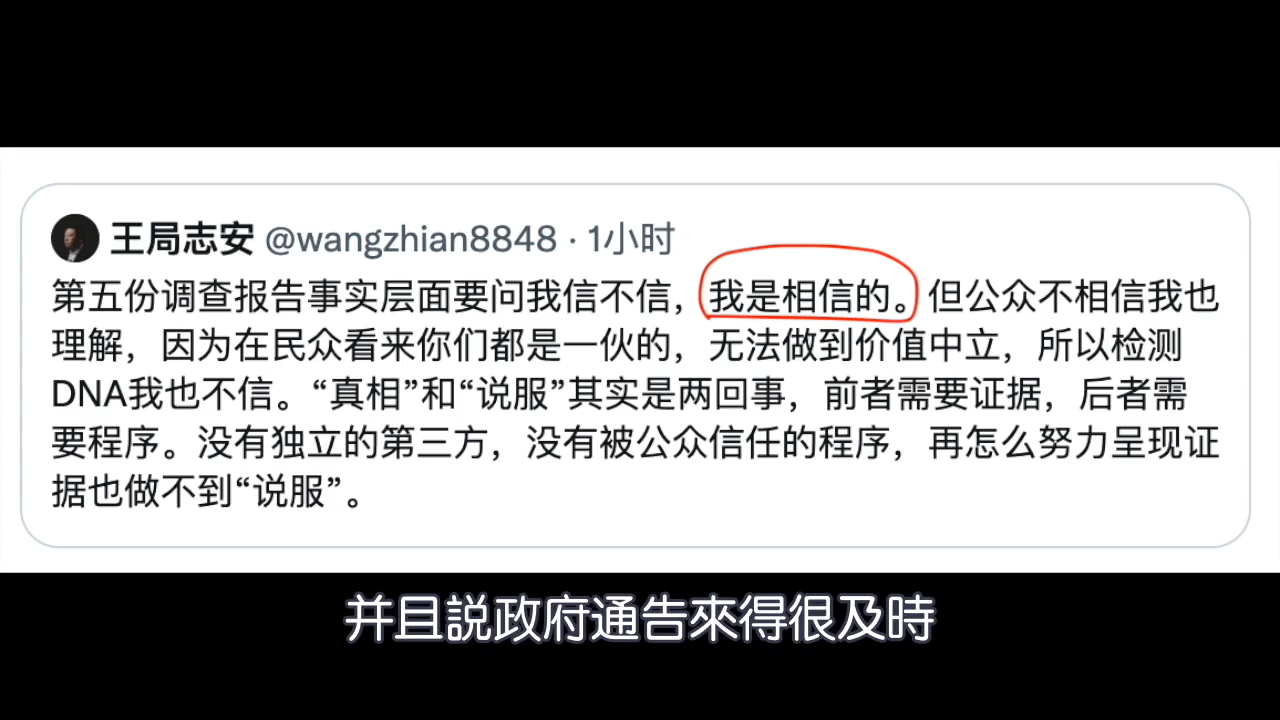 王局志安 @wangzhian8848 · 1小时
第五份调查报告事实层面要问我信不信，我是相信的。但公众不相信我也
理解，因为在民众看来你们都是一伙的，无法做到价值中立，所以检测
DNA我也不信。“真相”和“说服”其实是两回事，前者需要证据，后者需
要程序。没有独立的第三方，没有被公众信任的程序，再怎么努力呈现证
据也做不到“说服”。
并且説政府通告來得很及時